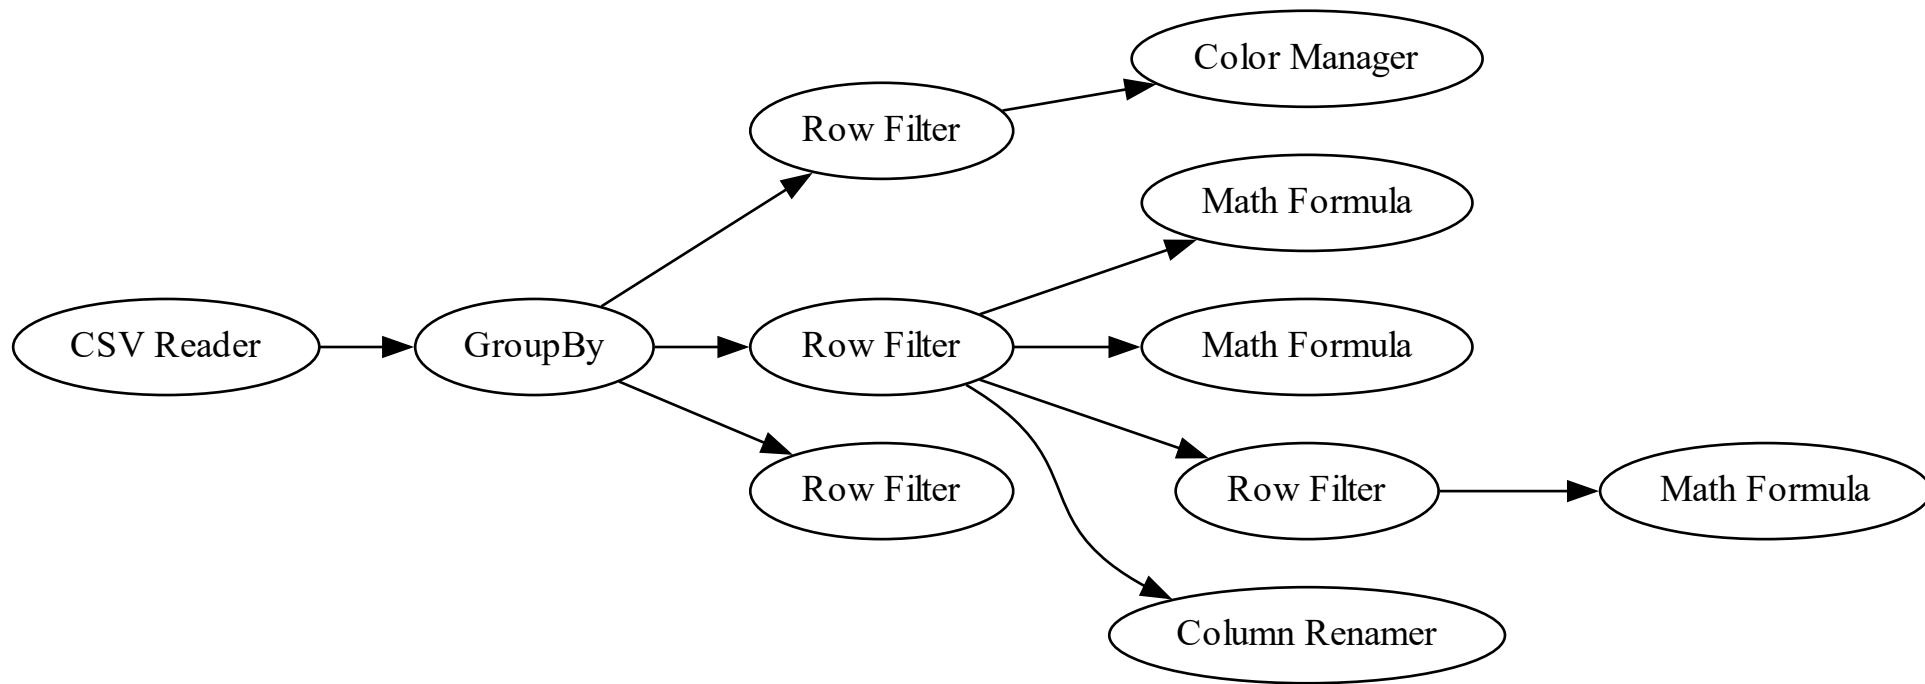 Color Manager
Row Filter
Math Formula
CSV Reader
GroupBy
Row Filter
Math Formula
Row Filter
Row Filter
Math Formula
Column Renamer